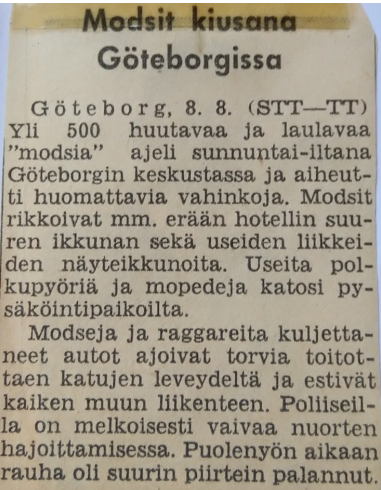 Modsit kiusana
Göteborgissa
Göteborg, 8. 8. (STT—TT)
Yli 500 huutavaa ja laulavaa
"modsia" ajeli sunnuntai-iltana
Göteborgin keskustassa ja aiheut-
ti huomattavia vahinkoja. Modsit
rikkoivat mm. erään hotellin suu-
ren ikkunan sekä useiden liikkei-
den näyteikkunoita. Useita pol-
kupyöriä ja mopedeja katosi py-
säköintipaikoilta.
Modseja ja raggareita kuljetta-
neet autot ajoivat torvia toitot-
taen katujen leveydeltä ja estivät
kaiken muun liikenteen. Poliiseil-
la on melkoisesti vaivaa nuorten
hajoittamisessa. Puolenyön aikaan
rauha oli suurin piirtein palannut.